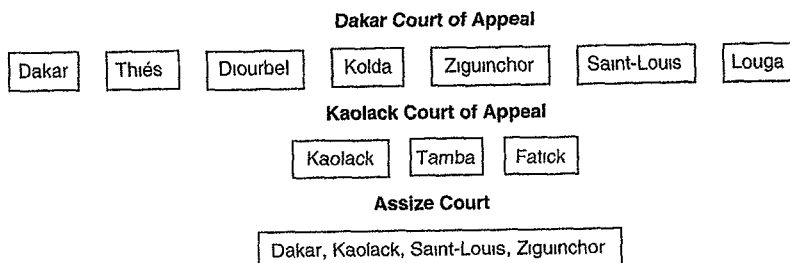 Dakar Court of Appeal
Dakar Thiés Diourbel Kolda Ziguinchor Saint-Louis Louga
Kaolack Court of Appeal
Kaolack Tamba Fatick
Assize Court
Dakar, Kaolack, Saint-Louis, Ziguinchor